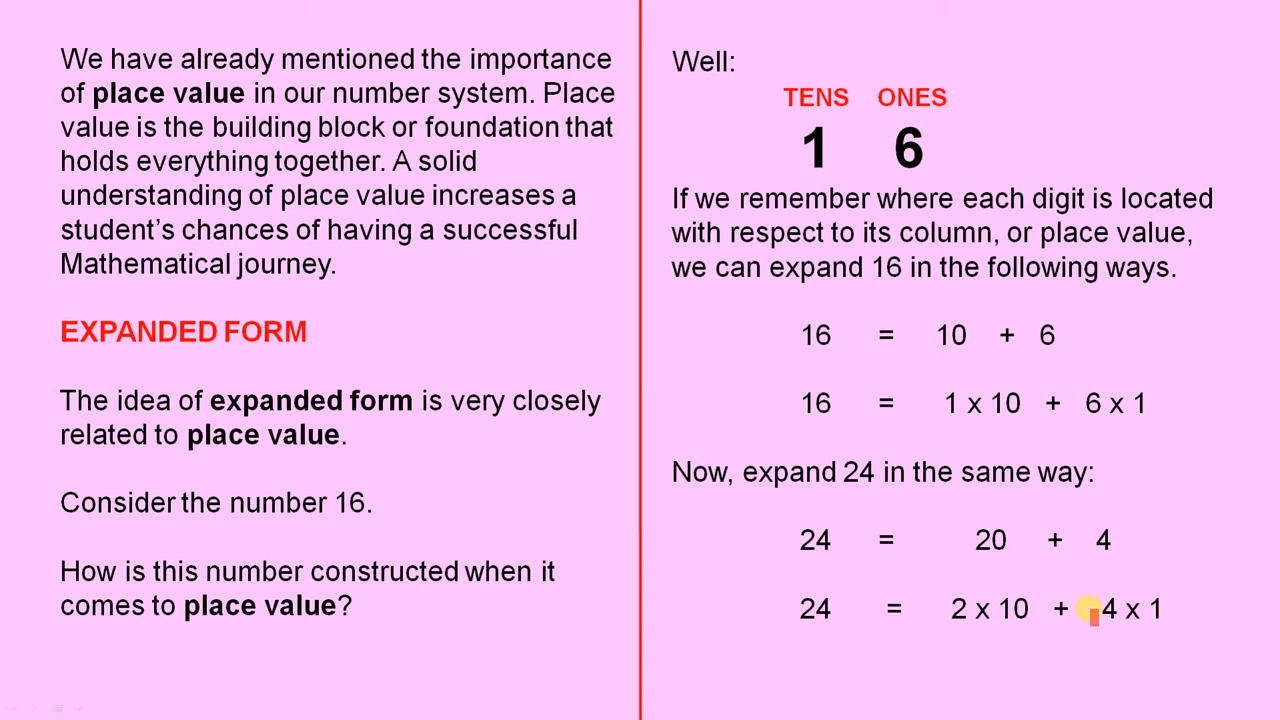 We have already mentioned the importance
of place value in our number system. Place
value is the building block or foundation that
holds everything together. A solid
understanding of place value increases a
student’s chances of having a successful
Mathematical journey.
EXPANDED FORM
The idea of expanded form is very closely
related to place value.
Consider the number 16.
How is this number constructed when it
comes to place value?
Well:
TENS ONES
1 6
If we remember where each digit is located
with respect to its column, or place value,
we can expand 16 in the following ways.
16 = 10 + 6
16 = 1 x 10 + 6 x 1
Now, expand 24 in the same way:
24 = 20 + 4
24 = 2 x 10 + 4 x 1